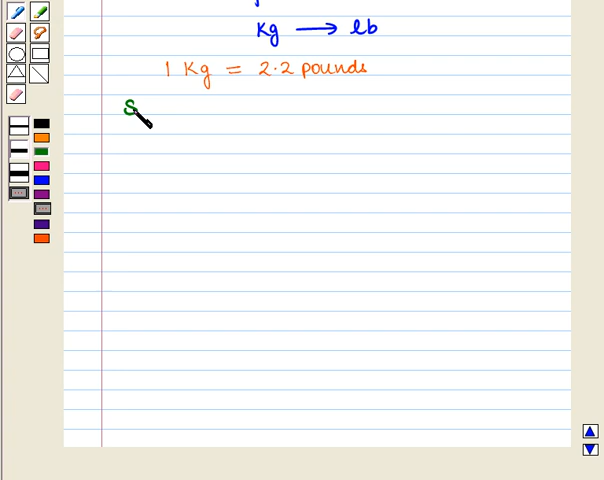 Kg → lb
1 Kg = 2.2 pounds
S